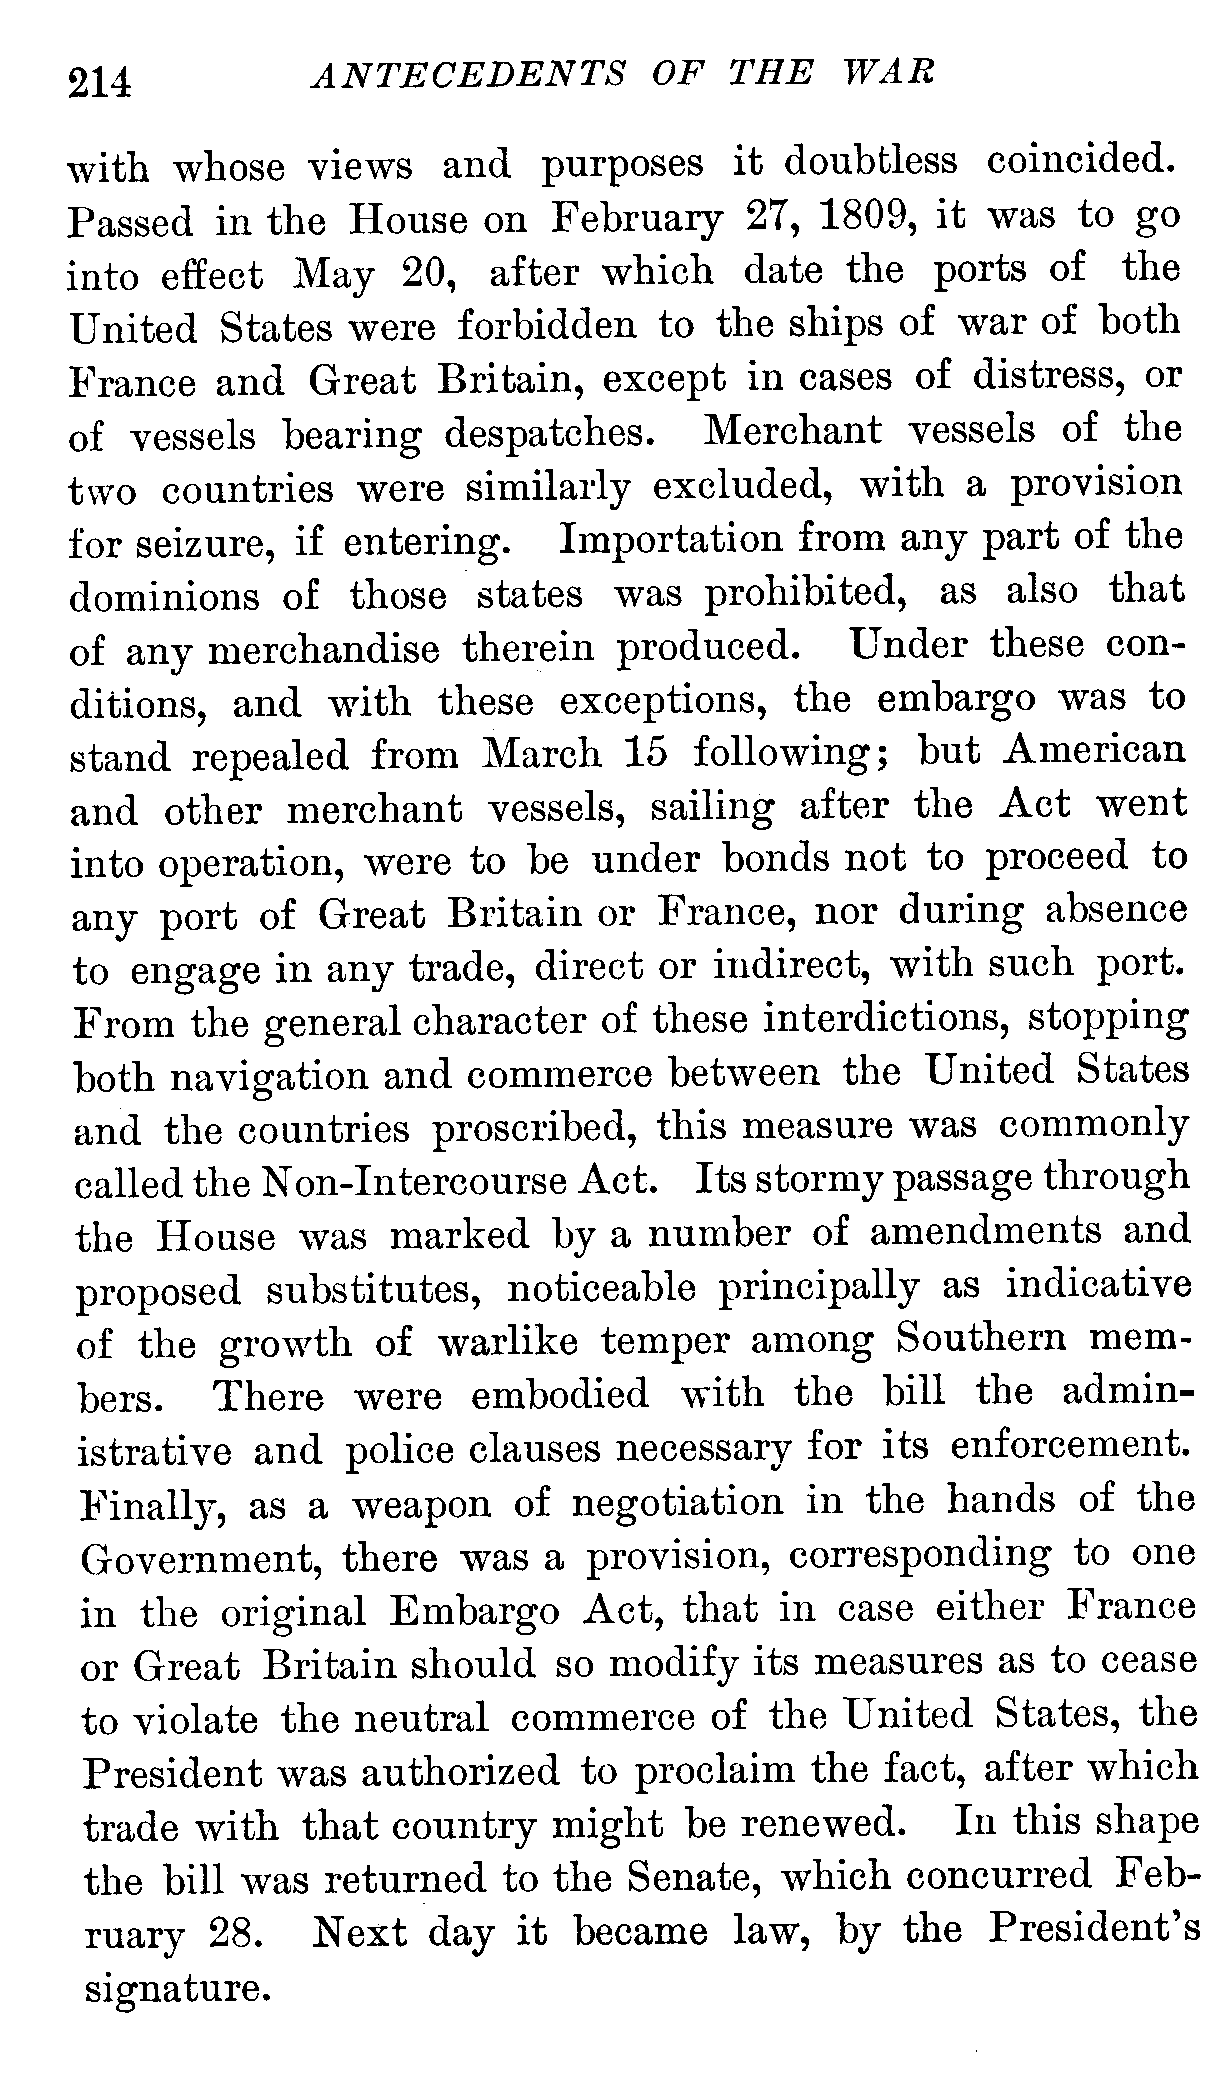 214 ANTECEDENTS OF THE WAR
with whose views and purposes it doubtless coincided.
Passed in the House on February 27, 1809, it was to go
into effect May 20, after which date the ports of the
United States were forbidden to the ships of war of both
France and Great Britain, except in cases of distress, or
of vessels bearing despatches. Merchant vessels of the
two countries were similarly excluded, with a provision
for seizure, if entering. Importation from any part of the
dominions of those states was prohibited, as also that
of any merchandise therein produced. Under these con-
ditions, and with these exceptions, the embargo was to
stand repealed from March 15 following; but American
and other merchant vessels, sailing after the Act went
into operation, were to be under bonds not to proceed to
any port of Great Britain or France, nor during absence
to engage in any trade, direct or indirect, with such port.
From the general character of these interdictions, stopping
both navigation and commerce between the United States
and the countries proscribed, this measure was commonly
called the Non-Intercourse Act. Its stormy passage through
the House was marked by a number of amendments and
proposed substitutes, noticeable principally as indicative
of the growth of warlike temper among Southern mem-
bers. There were embodied with the bill the admin-
istrative and police clauses necessary for its enforcement.
Finally, as a weapon of negotiation in the hands of the
Government, there was a provision, corresponding to one
in the original Embargo Act, that in case either France
or Great Britain should so modify its measures as to cease
to violate the neutral commerce of the United States, the
President was authorized to proclaim the fact, after which
trade with that country might be renewed. In this shape
the bill was returned to the Senate, which concurred Feb-
ruary 28. Next day it became law, by the President's
signature.